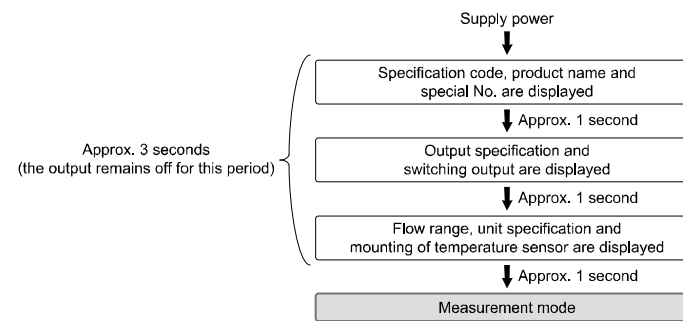 Supply power
Specification code, product name and
special No. are displayed
Approx. 1 second
Approx. 3 seconds
(the output remains off for this period)
Output specification and
switching output are displayed
Approx. 1 second
Flow range, unit specification and
mounting of temperature sensor are displayed
Approx. 1 second
Measurement mode